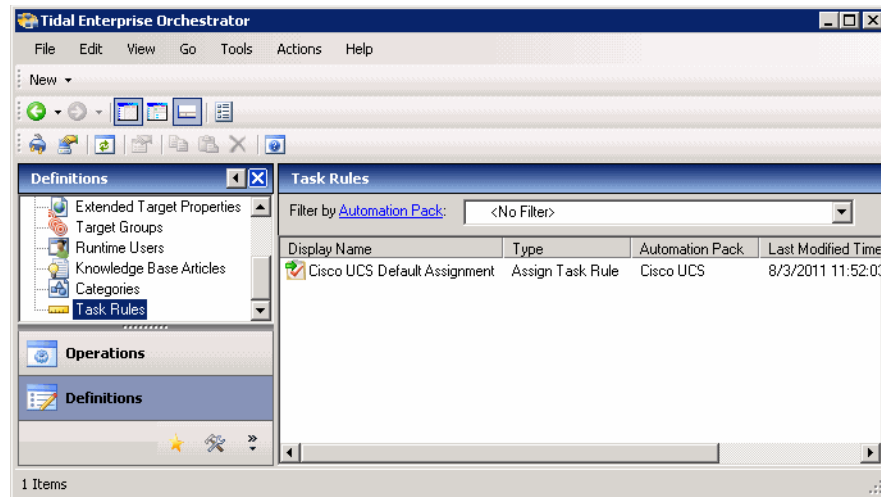 Tidal Enterprise Orchestrator
File Edit View Go Tools Actions Help
New
Definitions
Extended Target Properties
Target Groups
Runtime Users
Knowledge Base Articles
Categories
Task Rules
Operations
Definitions
Task Rules
Filter by Automation Pack: <No Filter>
Display Name Type Automation Pack Last Modified Time
Cisco UCS Default Assignment Assign Task Rule Cisco UCS 8/3/2011 11:52:03
1 Items